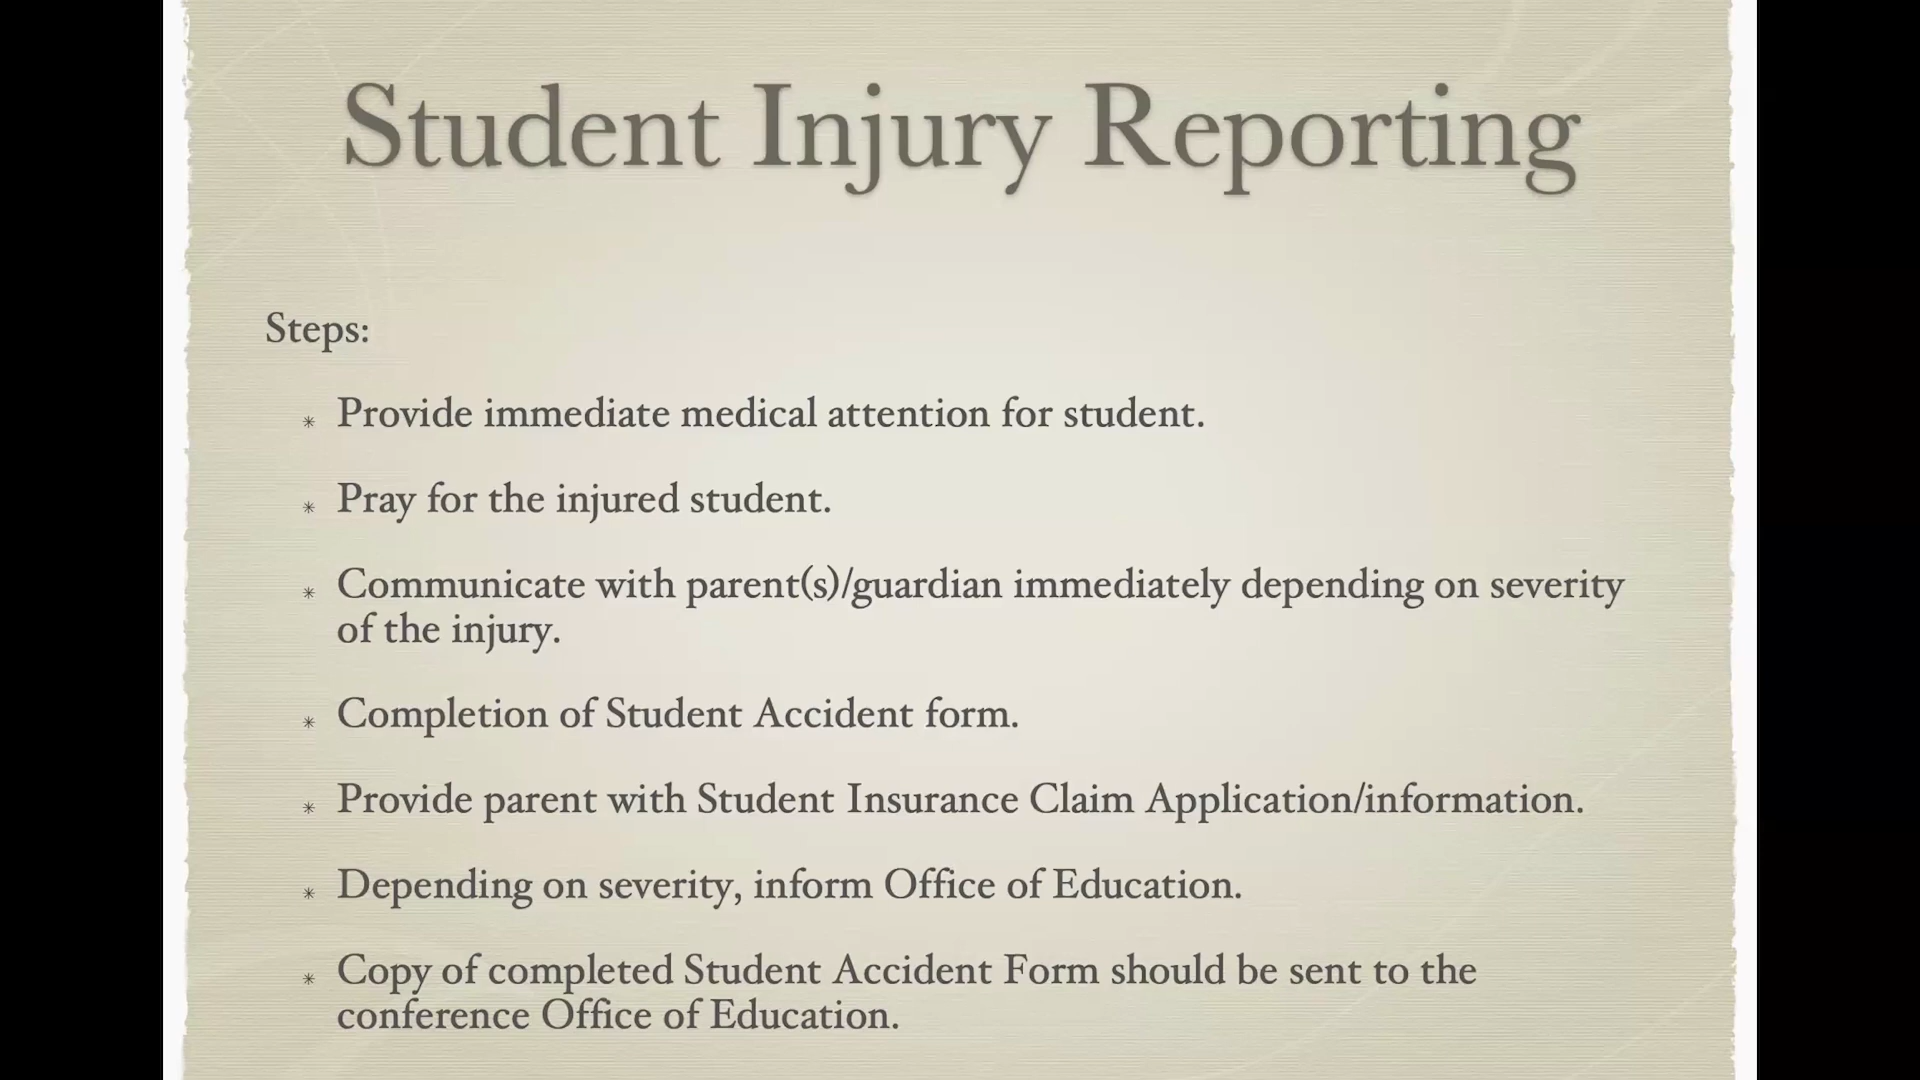 Student Injury Reporting
Steps:
* Provide immediate medical attention for student.
* Pray for the injured student.
* Communicate with parent(s)/guardian immediately depending on severity
of the injury.
* Completion of Student Accident form.
* Provide parent with Student Insurance Claim Application/information.
* Depending on severity, inform Office of Education.
* Copy of completed Student Accident Form should be sent to the
conference Office of Education.